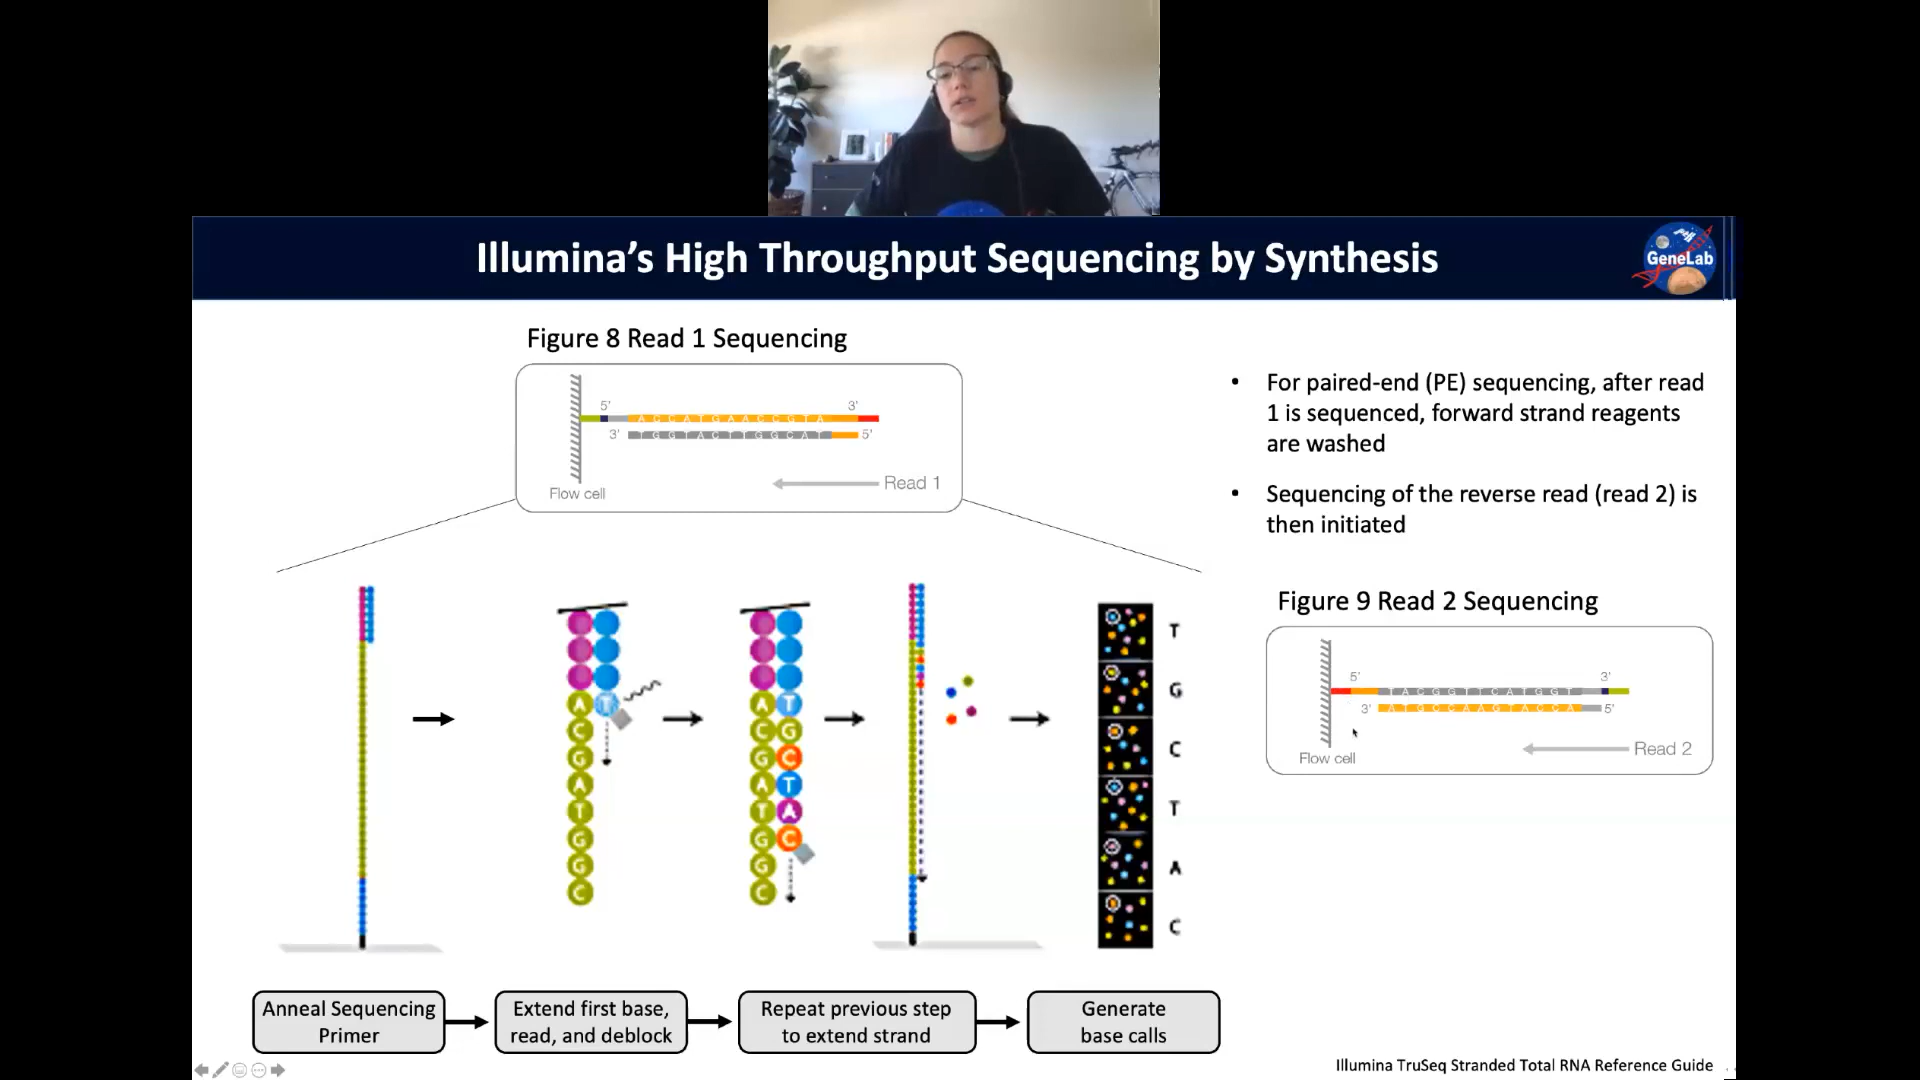 Illumina's High Throughput Sequencing by Synthesis
GeneLab
Figure 8 Read 1 Sequencing
5' 3'
A C C A T G A A C C G T A
3' T G G T A C T T G G C A T 5'
Read 1
Flow cell
• For paired-end (PE) sequencing, after read
1 is sequenced, forward strand reagents
are washed
• Sequencing of the reverse read (read 2) is
then initiated
Figure 9 Read 2 Sequencing
5' 3'
T A C G G T T C A T G G T
3' A T G C C A A G T A C C A 5'
Read 2
Flow cell
A T
C
G
A
T
G
G
C
A T
C G
G C
A T
T A
G C
G
C
T
G
C
T
A
C
Anneal Sequencing
Primer
Extend first base,
read, and deblock
Repeat previous step
to extend strand
Generate
base calls
Illumina TruSeq Stranded Total RNA Reference Guide